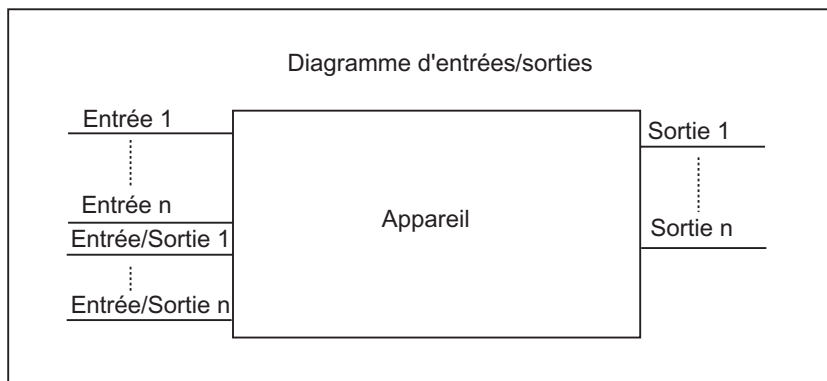 Diagramme d'entrées/sorties
Entrée 1
Sortie 1
Entrée n
Appareil
Sortie n
Entrée/Sortie 1
Entrée/Sortie n